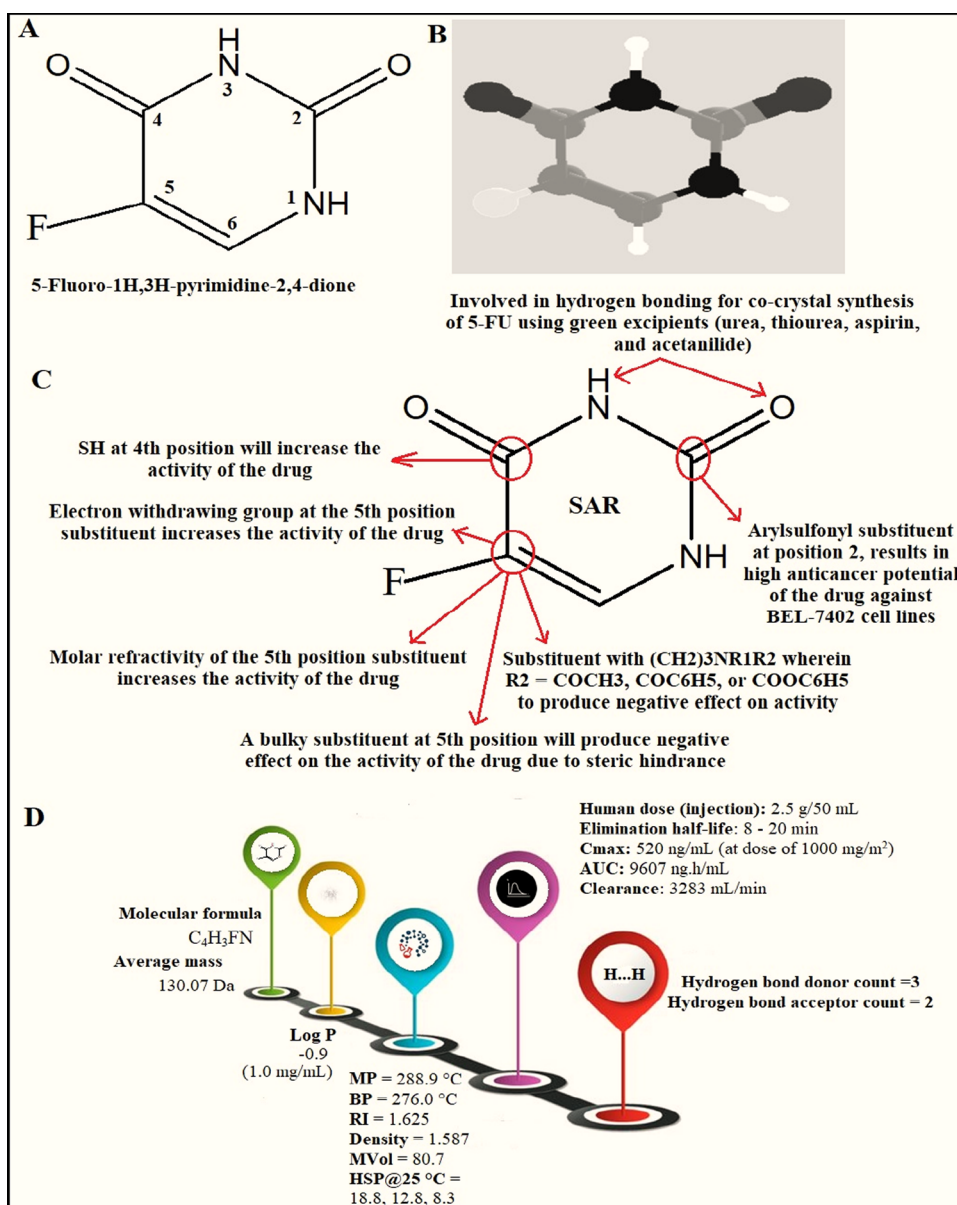 A
H
O
N
O
3
4
2
5
1
NH
F
6
5-Fluoro-1H,3H-pyrimidine-2,4-dione
B
Involved in hydrogen bonding for co-crystal synthesis
of 5-FU using green excipients (urea, thiourea, aspirin,
and acetanilide)
C
H
O
N
O
SH at 4th position will increase the
activity of the drug
Electron withdrawing group at the 5th position
substituent increases the activity of the drug
SAR
NH
F
Arylsulfonyl substituent
at position 2, results in
high anticancer potential
of the drug against
BEL-7402 cell lines
Molar refractivity of the 5th position substituent
increases the activity of the drug
Substituent with (CH2)3NR1R2 wherein
R2 = COCH3, COC6H5, or COOC6H5
to produce negative effect on activity
A bulky substituent at 5th position will produce negative
effect on the activity of the drug due to steric hindrance
D
Molecular formula
C₄H₃FN
Average mass
130.07 Da
Log P
-0.9
(1.0 mg/mL)
MP = 288.9 °C
BP = 276.0 °C
RI = 1.625
Density = 1.587
MVol = 80.7
HSP@25 °C =
18.8, 12.8, 8.3
Human dose (injection): 2.5 g/50 mL
Elimination half-life: 8 - 20 min
Cmax: 520 ng/mL (at dose of 1000 mg/m²)
AUC: 9607 ng.h/mL
Clearance: 3283 mL/min
H...H
Hydrogen bond donor count =3
Hydrogen bond acceptor count = 2